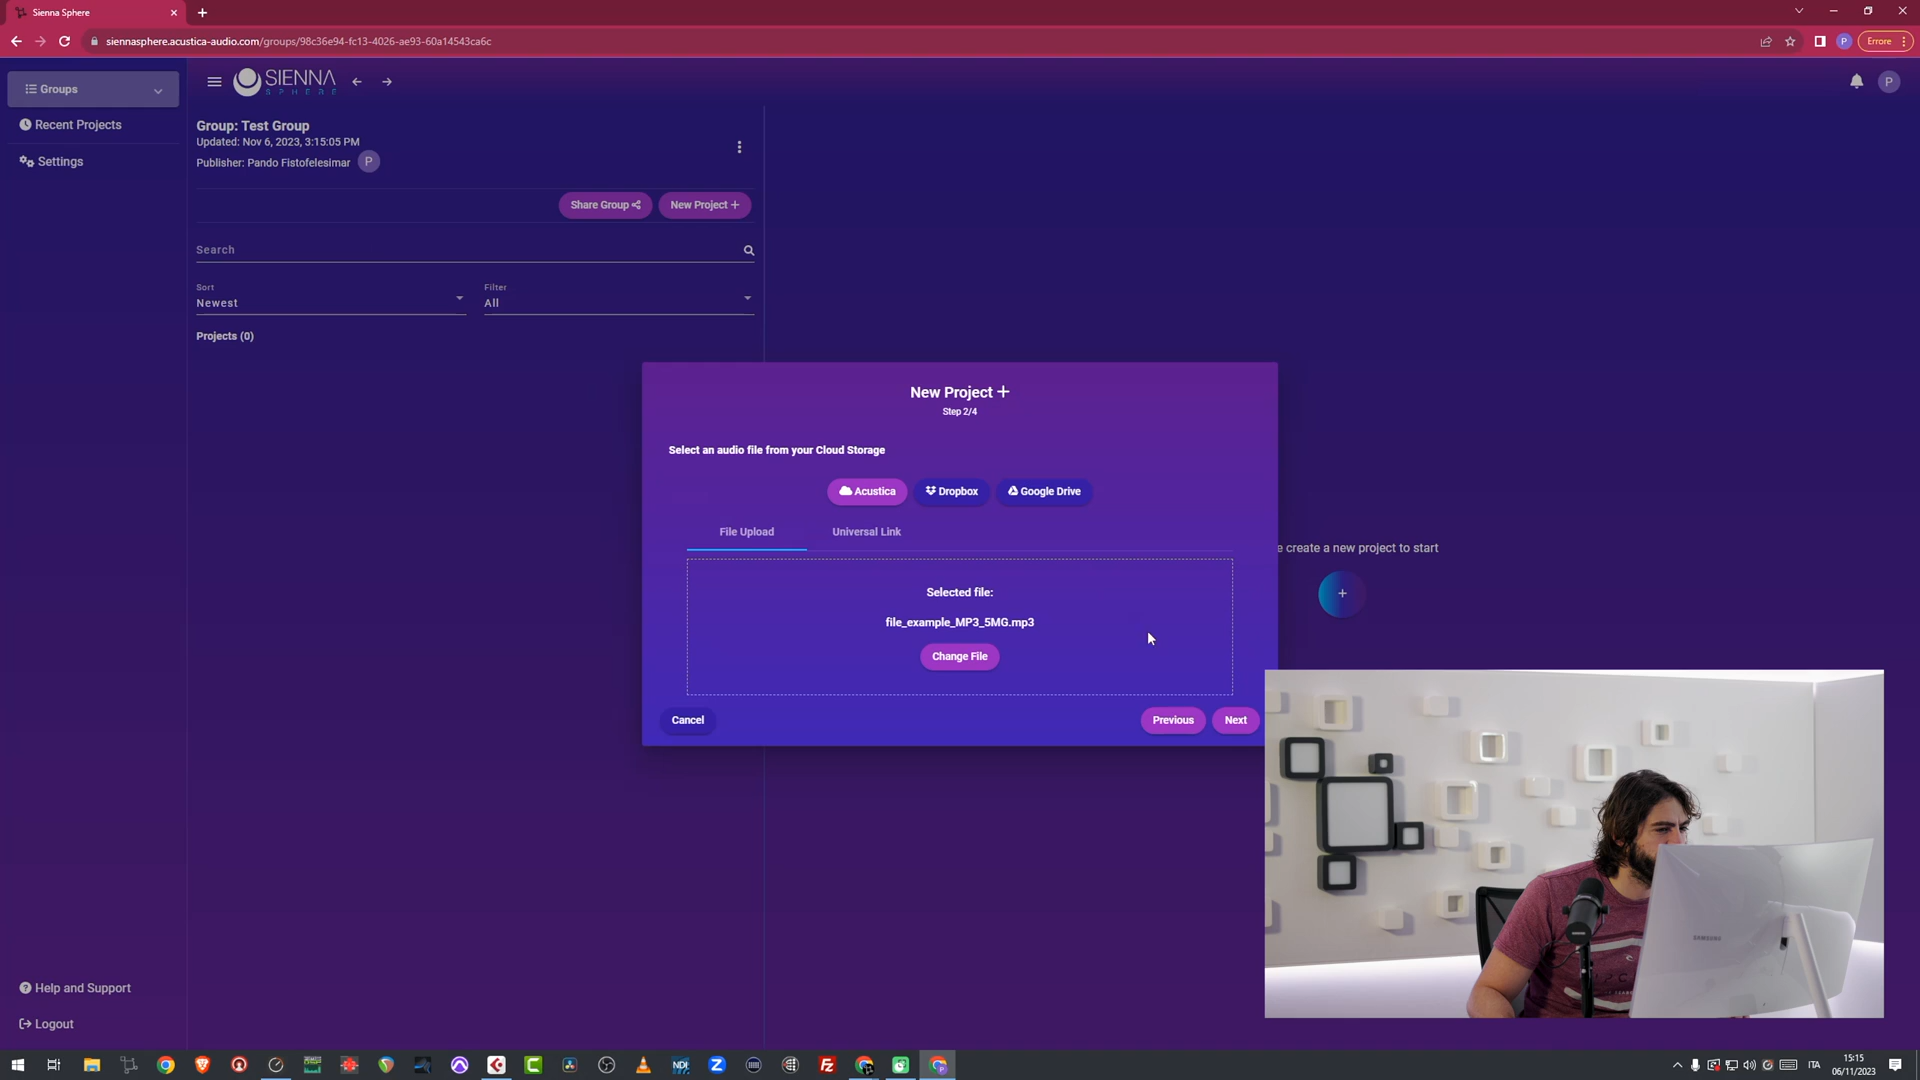 Sienna Sphere
siennasphere.acustica-audio.com/groups/98c36e94-fc13-4026-ae93-60a14543ca6c
P
Errore
Groups
SIENNA
SPHERE
P
Recent Projects
Settings
Group: Test Group
Updated: Nov 6, 2023, 3:15:05 PM
Publisher: Pando Fistofelesimar P
Share Group
New Project +
Search
Sort
Newest
Filter
All
Projects (0)
New Project +
Step 2/4
Select an audio file from your Cloud Storage
Acustica
Dropbox
Google Drive
File Upload
Universal Link
Selected file:
file_example_MP3_5MG.mp3
Change File
Cancel
Previous
Next
e create a new project to start
+
SAMSUNG
Help and Support
Logout
NDI
Z
FZ
ITA
15:15
06/11/2023